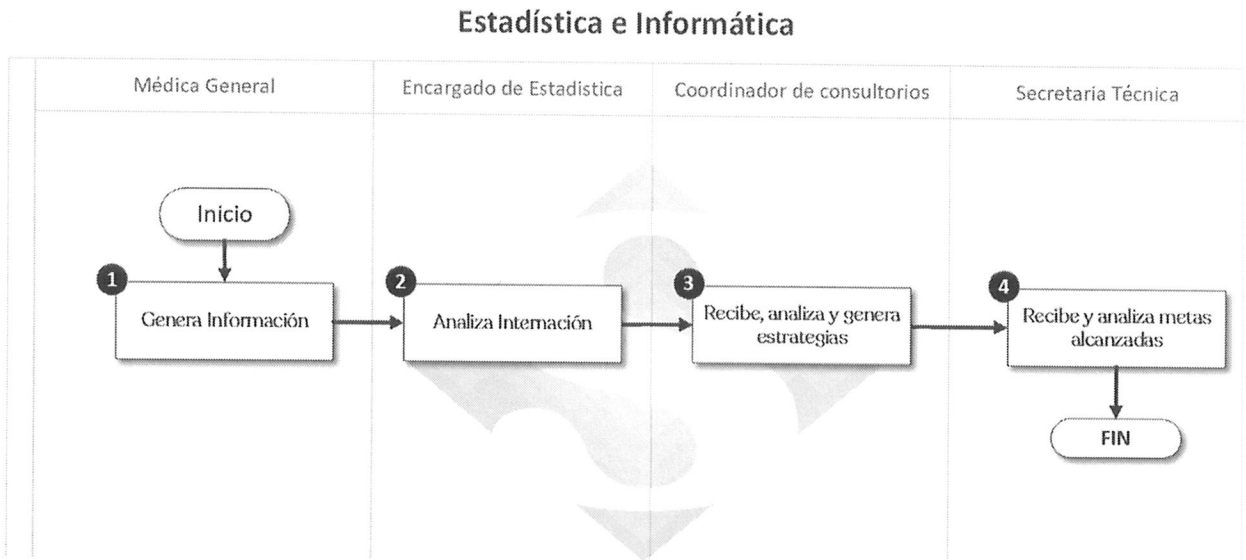 Estadística e Informática
Médica General
Encargado de Estadistica
Coordinador de consultorios
Secretaria Técnica
Inicio
1
Genera Información
2
Analiza Internación
3
Recibe, analiza y genera
estrategias
4
Recibe y analiza metas
alcanzadas
FIN